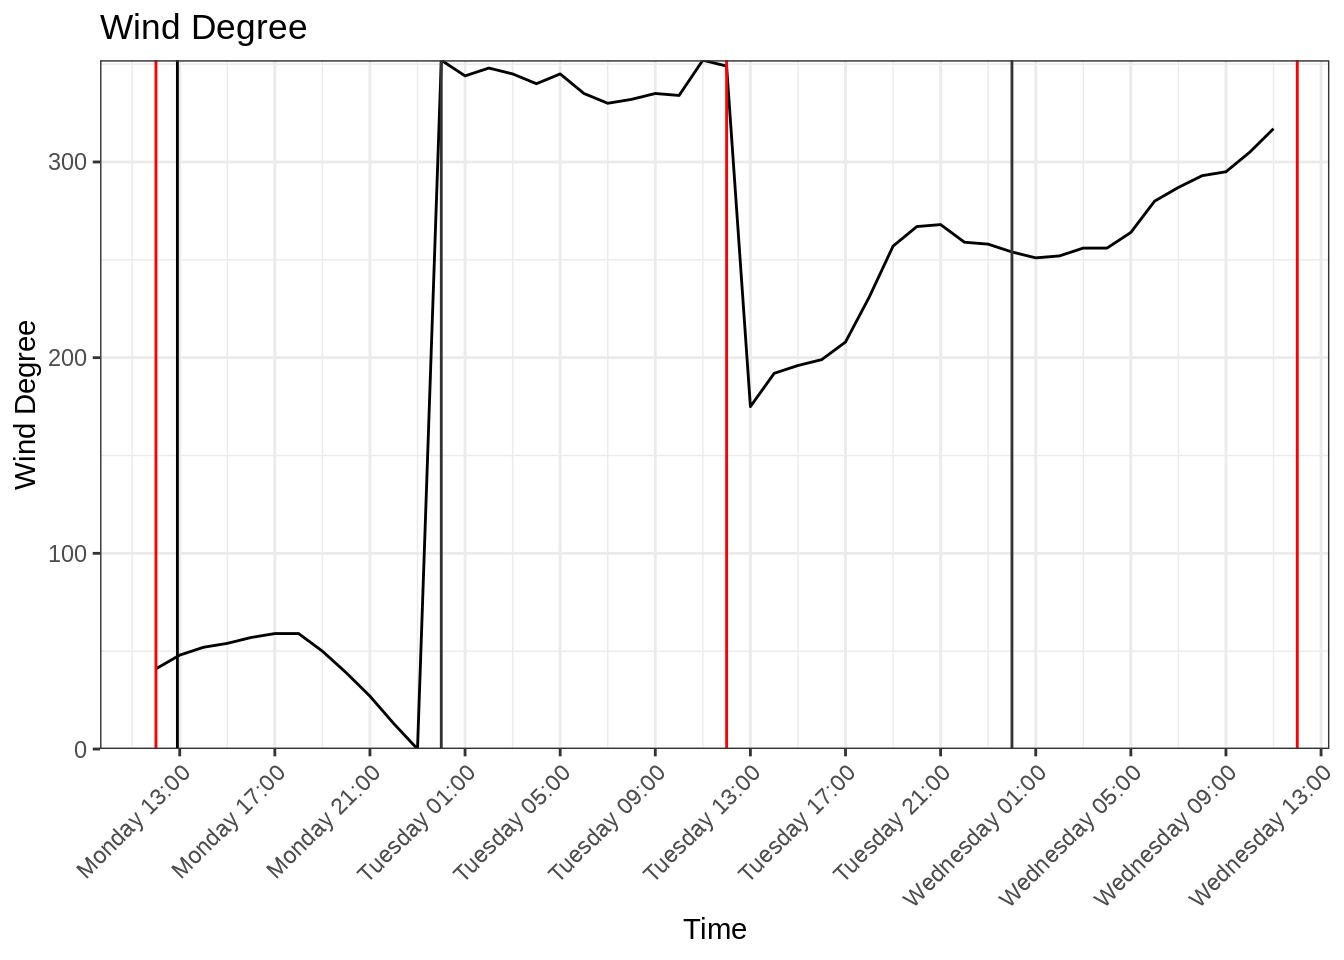 Wind Degree
Wind Degree
300
200
100
0
Monday 13:00
Monday 17:00
Monday 21:00
Tuesday 01:00
Tuesday 05:00
Tuesday 09:00
Tuesday 13:00
Tuesday 17:00
Tuesday 21:00
Wednesday 01:00
Wednesday 05:00
Wednesday 09:00
Wednesday 13:00
Time